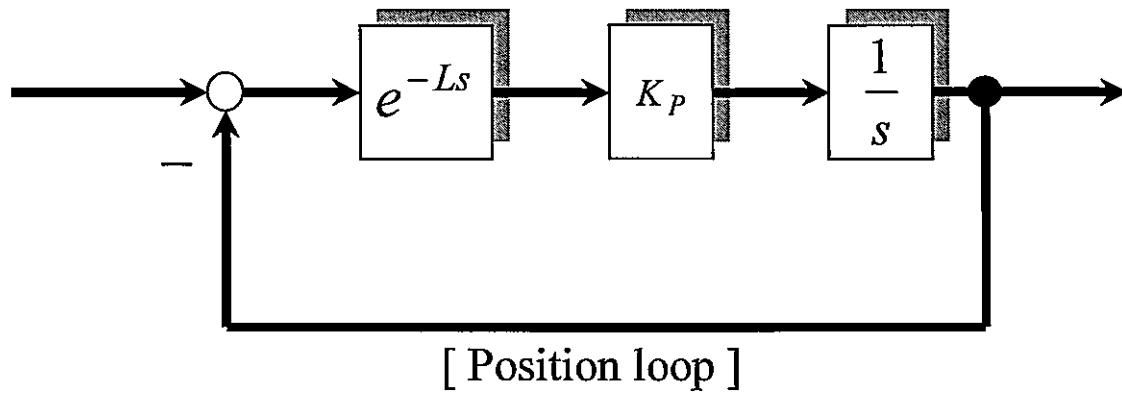 e^{-Ls}
K_P
1
s
−
[ Position loop ]